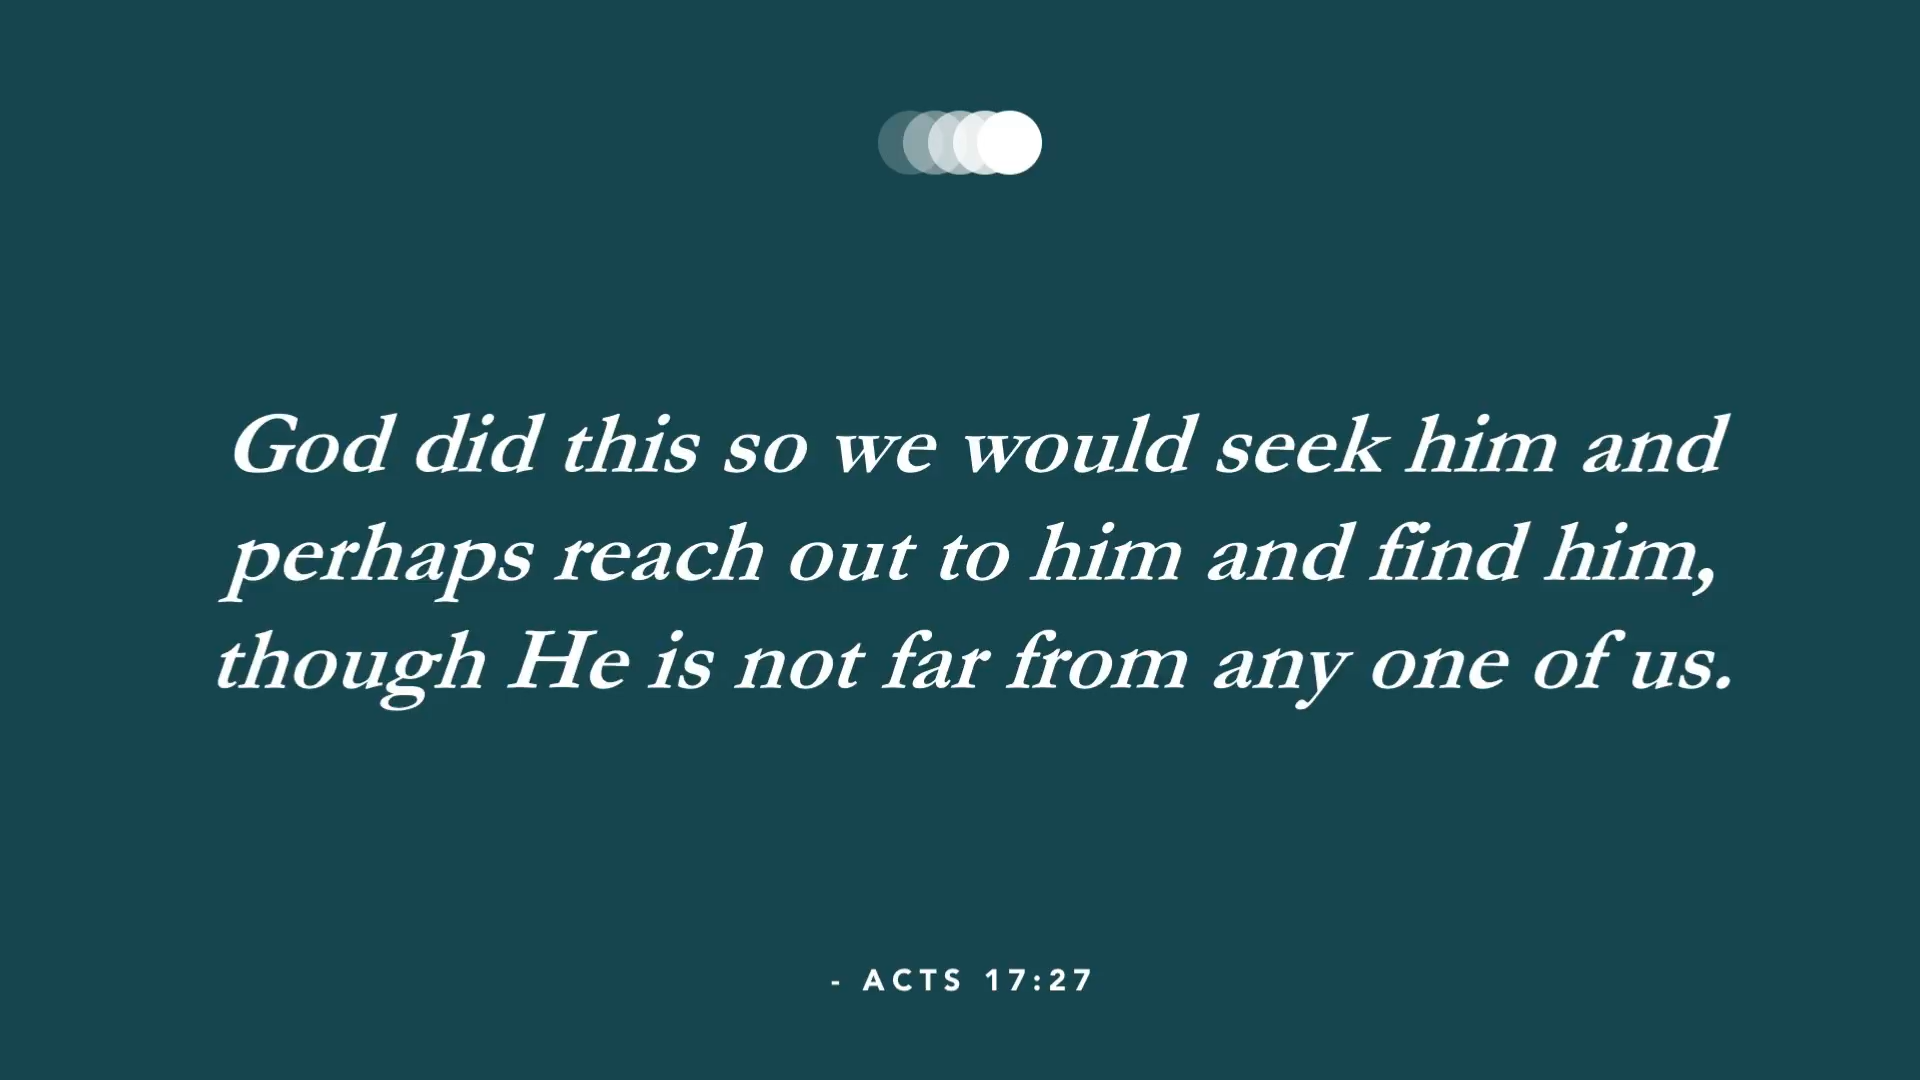 God did this so we would seek him and
perhaps reach out to him and find him,
though He is not far from any one of us.
- ACTS 17:27